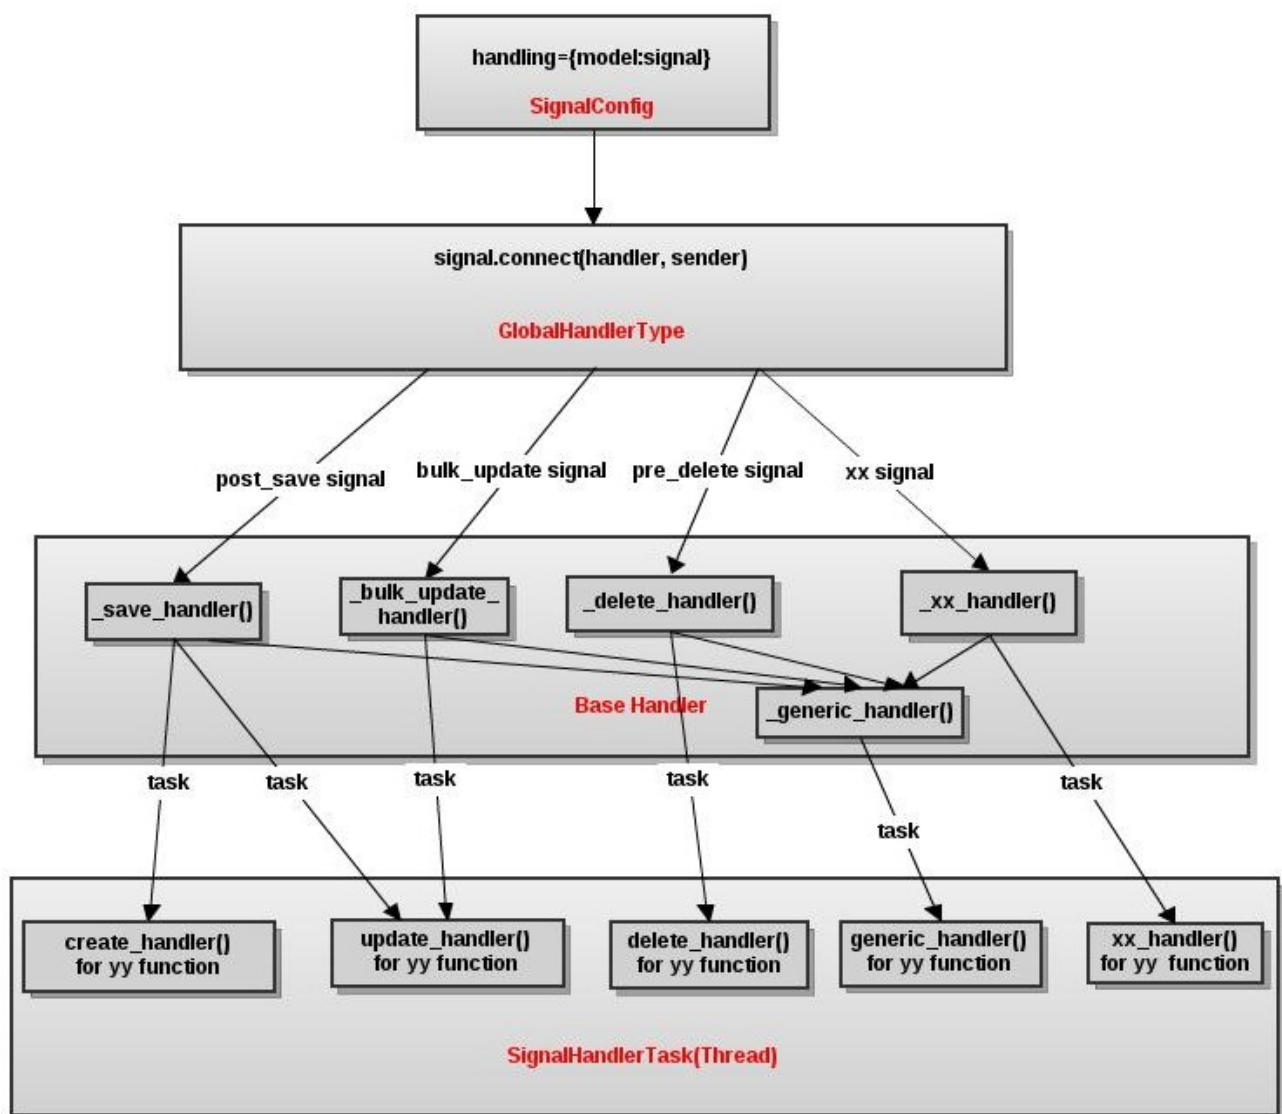 handling={model:signal}
SignalConfig
signal.connect(handler, sender)
GlobalHandlerType
post_save signal
bulk_update signal
pre_delete signal
xx signal
_save_handler()
_bulk_update_
handler()
_delete_handler()
_xx_handler()
Base Handler
_generic_handler()
task
task
task
task
task
task
create_handler()
for yy function
update_handler()
for yy function
delete_handler()
for yy function
generic_handler()
for yy function
xx_handler()
for yy  function
SignalHandlerTask(Thread)